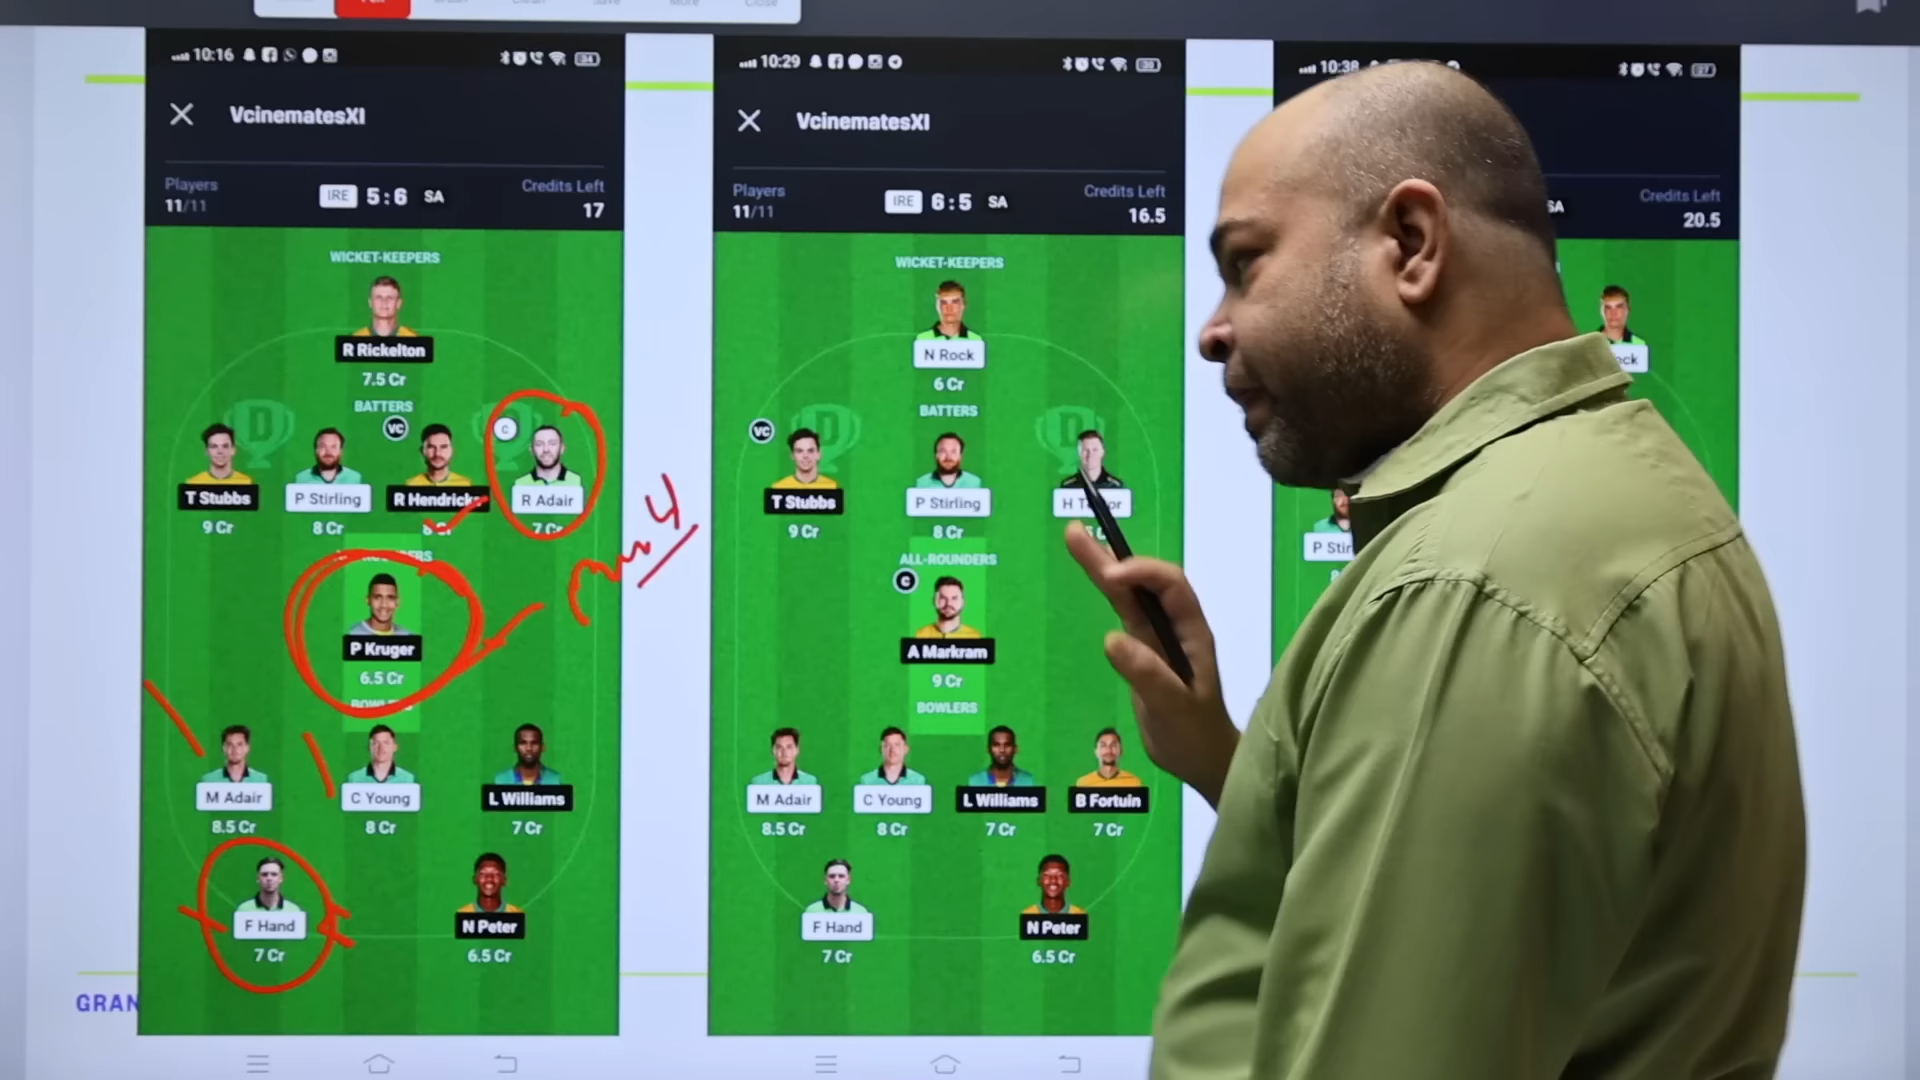 10:16
VcinematesXI
Players
11/11
IRE 5:6 SA
Credits Left
17
WICKET-KEEPERS
R Rickelton
7.5 Cr
BATTERS
VC
C
T Stubbs
P Stirling
R Hendricks
R Adair
9 Cr
8 Cr
7 Cr
P Kruger
6.5 Cr
BOWLERS
M Adair
C Young
L Williams
8.5 Cr
8 Cr
7 Cr
F Hand
N Peter
7 Cr
6.5 Cr
GRAN
10:29
VcinematesXI
Players
11/11
IRE 6:5 SA
Credits Left
16.5
WICKET-KEEPERS
N Rock
6 Cr
BATTERS
VC
T Stubbs
P Stirling
9 Cr
8 Cr
ALL-ROUNDERS
C
A Markram
9 Cr
BOWLERS
M Adair
C Young
L Williams
B Fortuin
8.5 Cr
8 Cr
7 Cr
7 Cr
F Hand
N Peter
7 Cr
6.5 Cr
10:38
SA
Credits Left
20.5